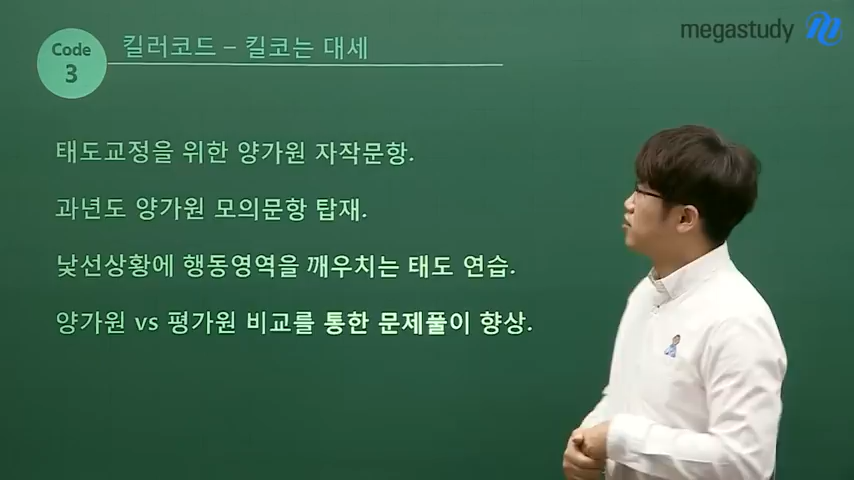 megastudy
Code
3
킬러코드 – 킬코는 대세
태도교정을 위한 양가원 자작문항.
과년도 양가원 모의문항 탑재.
낯선상황에 행동영역을 깨우치는 태도 연습.
양가원 vs 평가원 비교를 통한 문제풀이 향상.